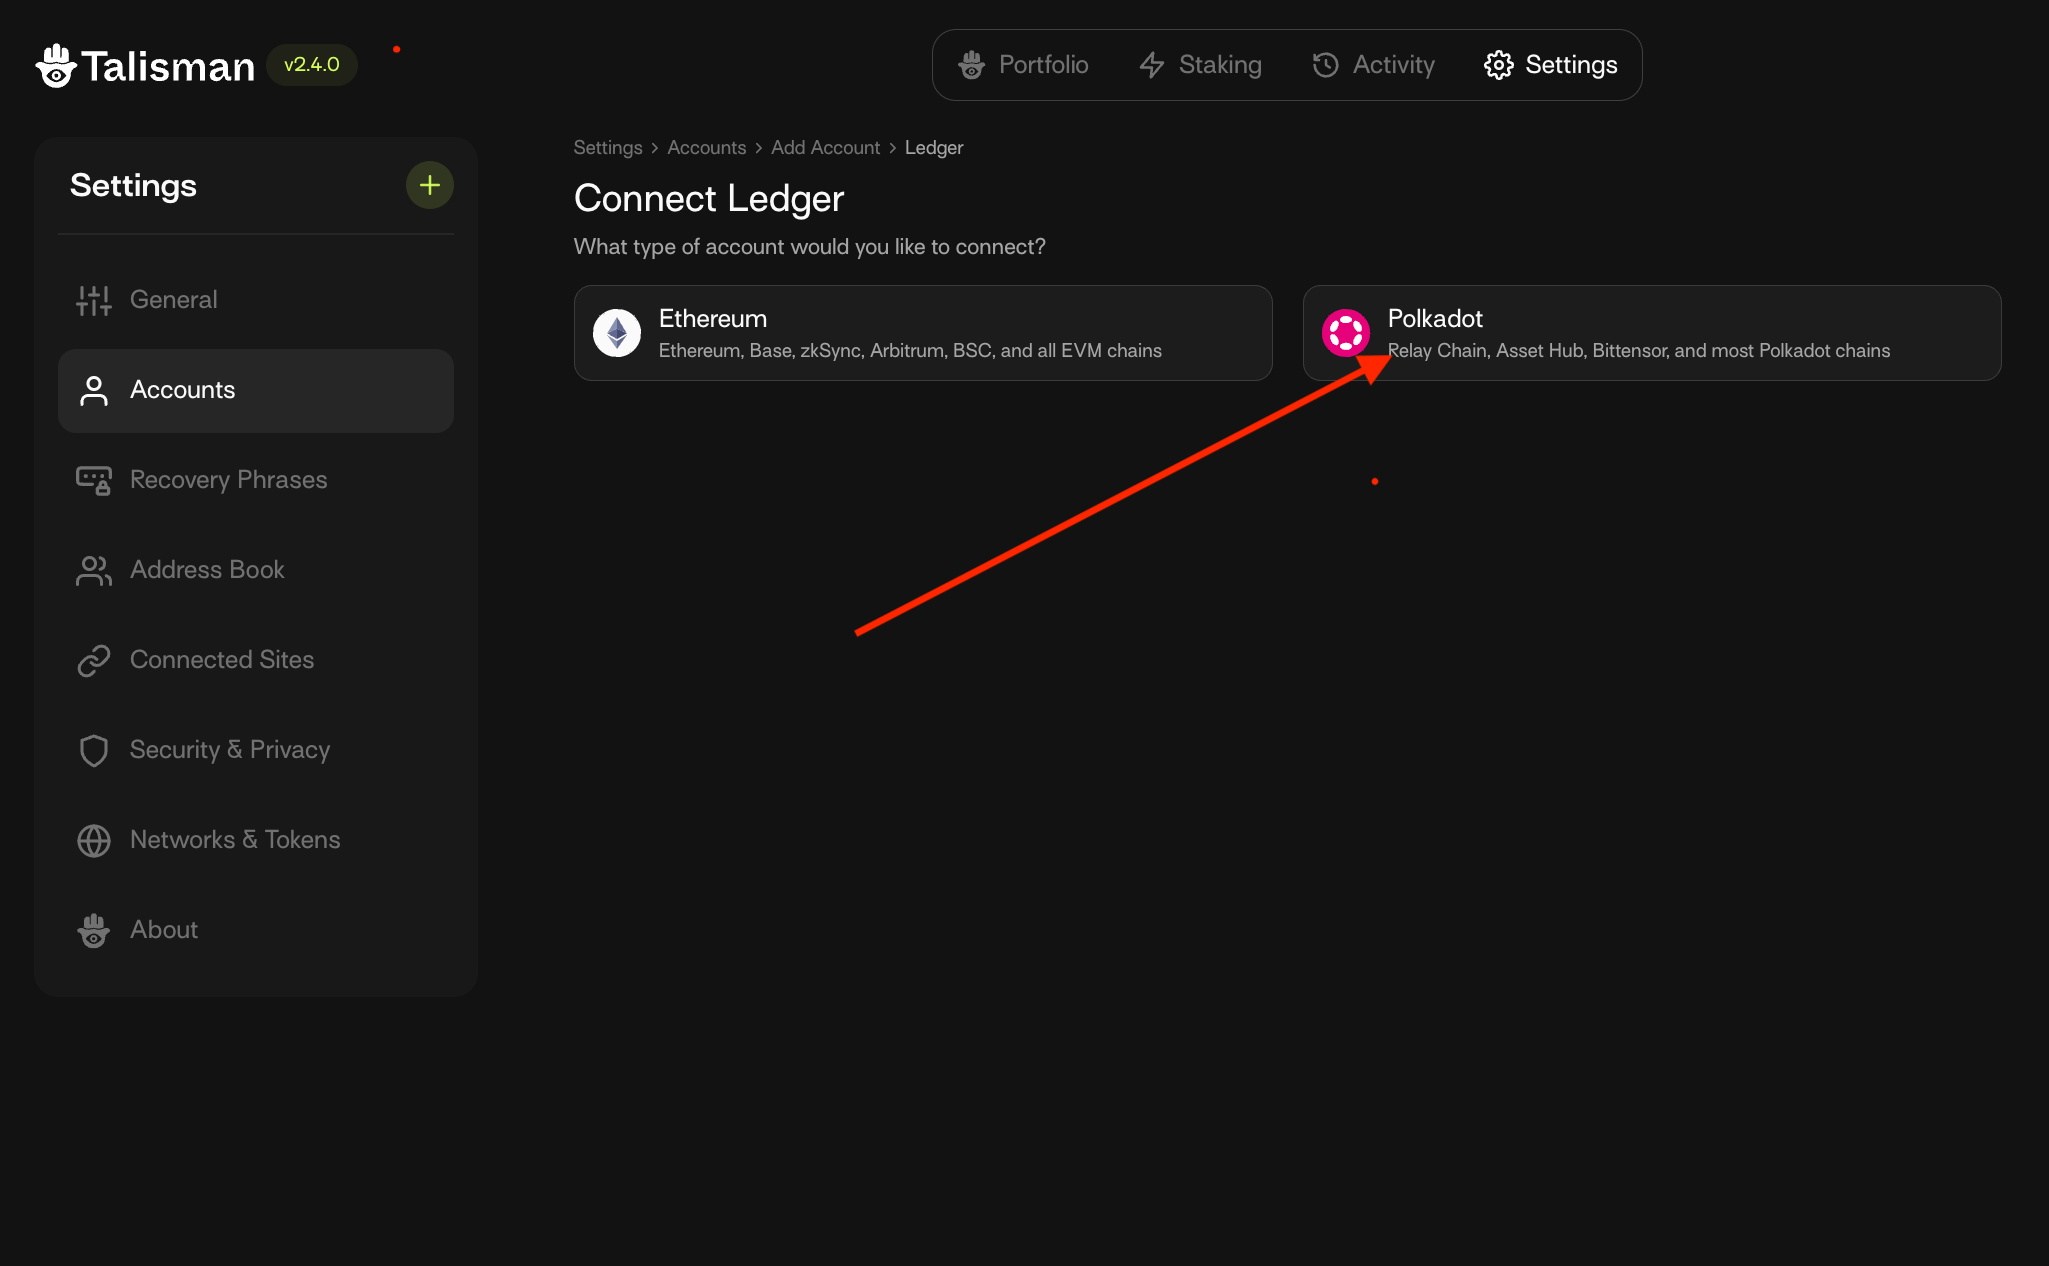 Talisman v2.4.0
Portfolio Staking Activity Settings
Settings
General
Accounts
Recovery Phrases
Address Book
Connected Sites
Security & Privacy
Networks & Tokens
About
Settings > Accounts > Add Account > Ledger
Connect Ledger
What type of account would you like to connect?
Ethereum
Ethereum, Base, zkSync, Arbitrum, BSC, and all EVM chains
Polkadot
Relay Chain, Asset Hub, Bittensor, and most Polkadot chains